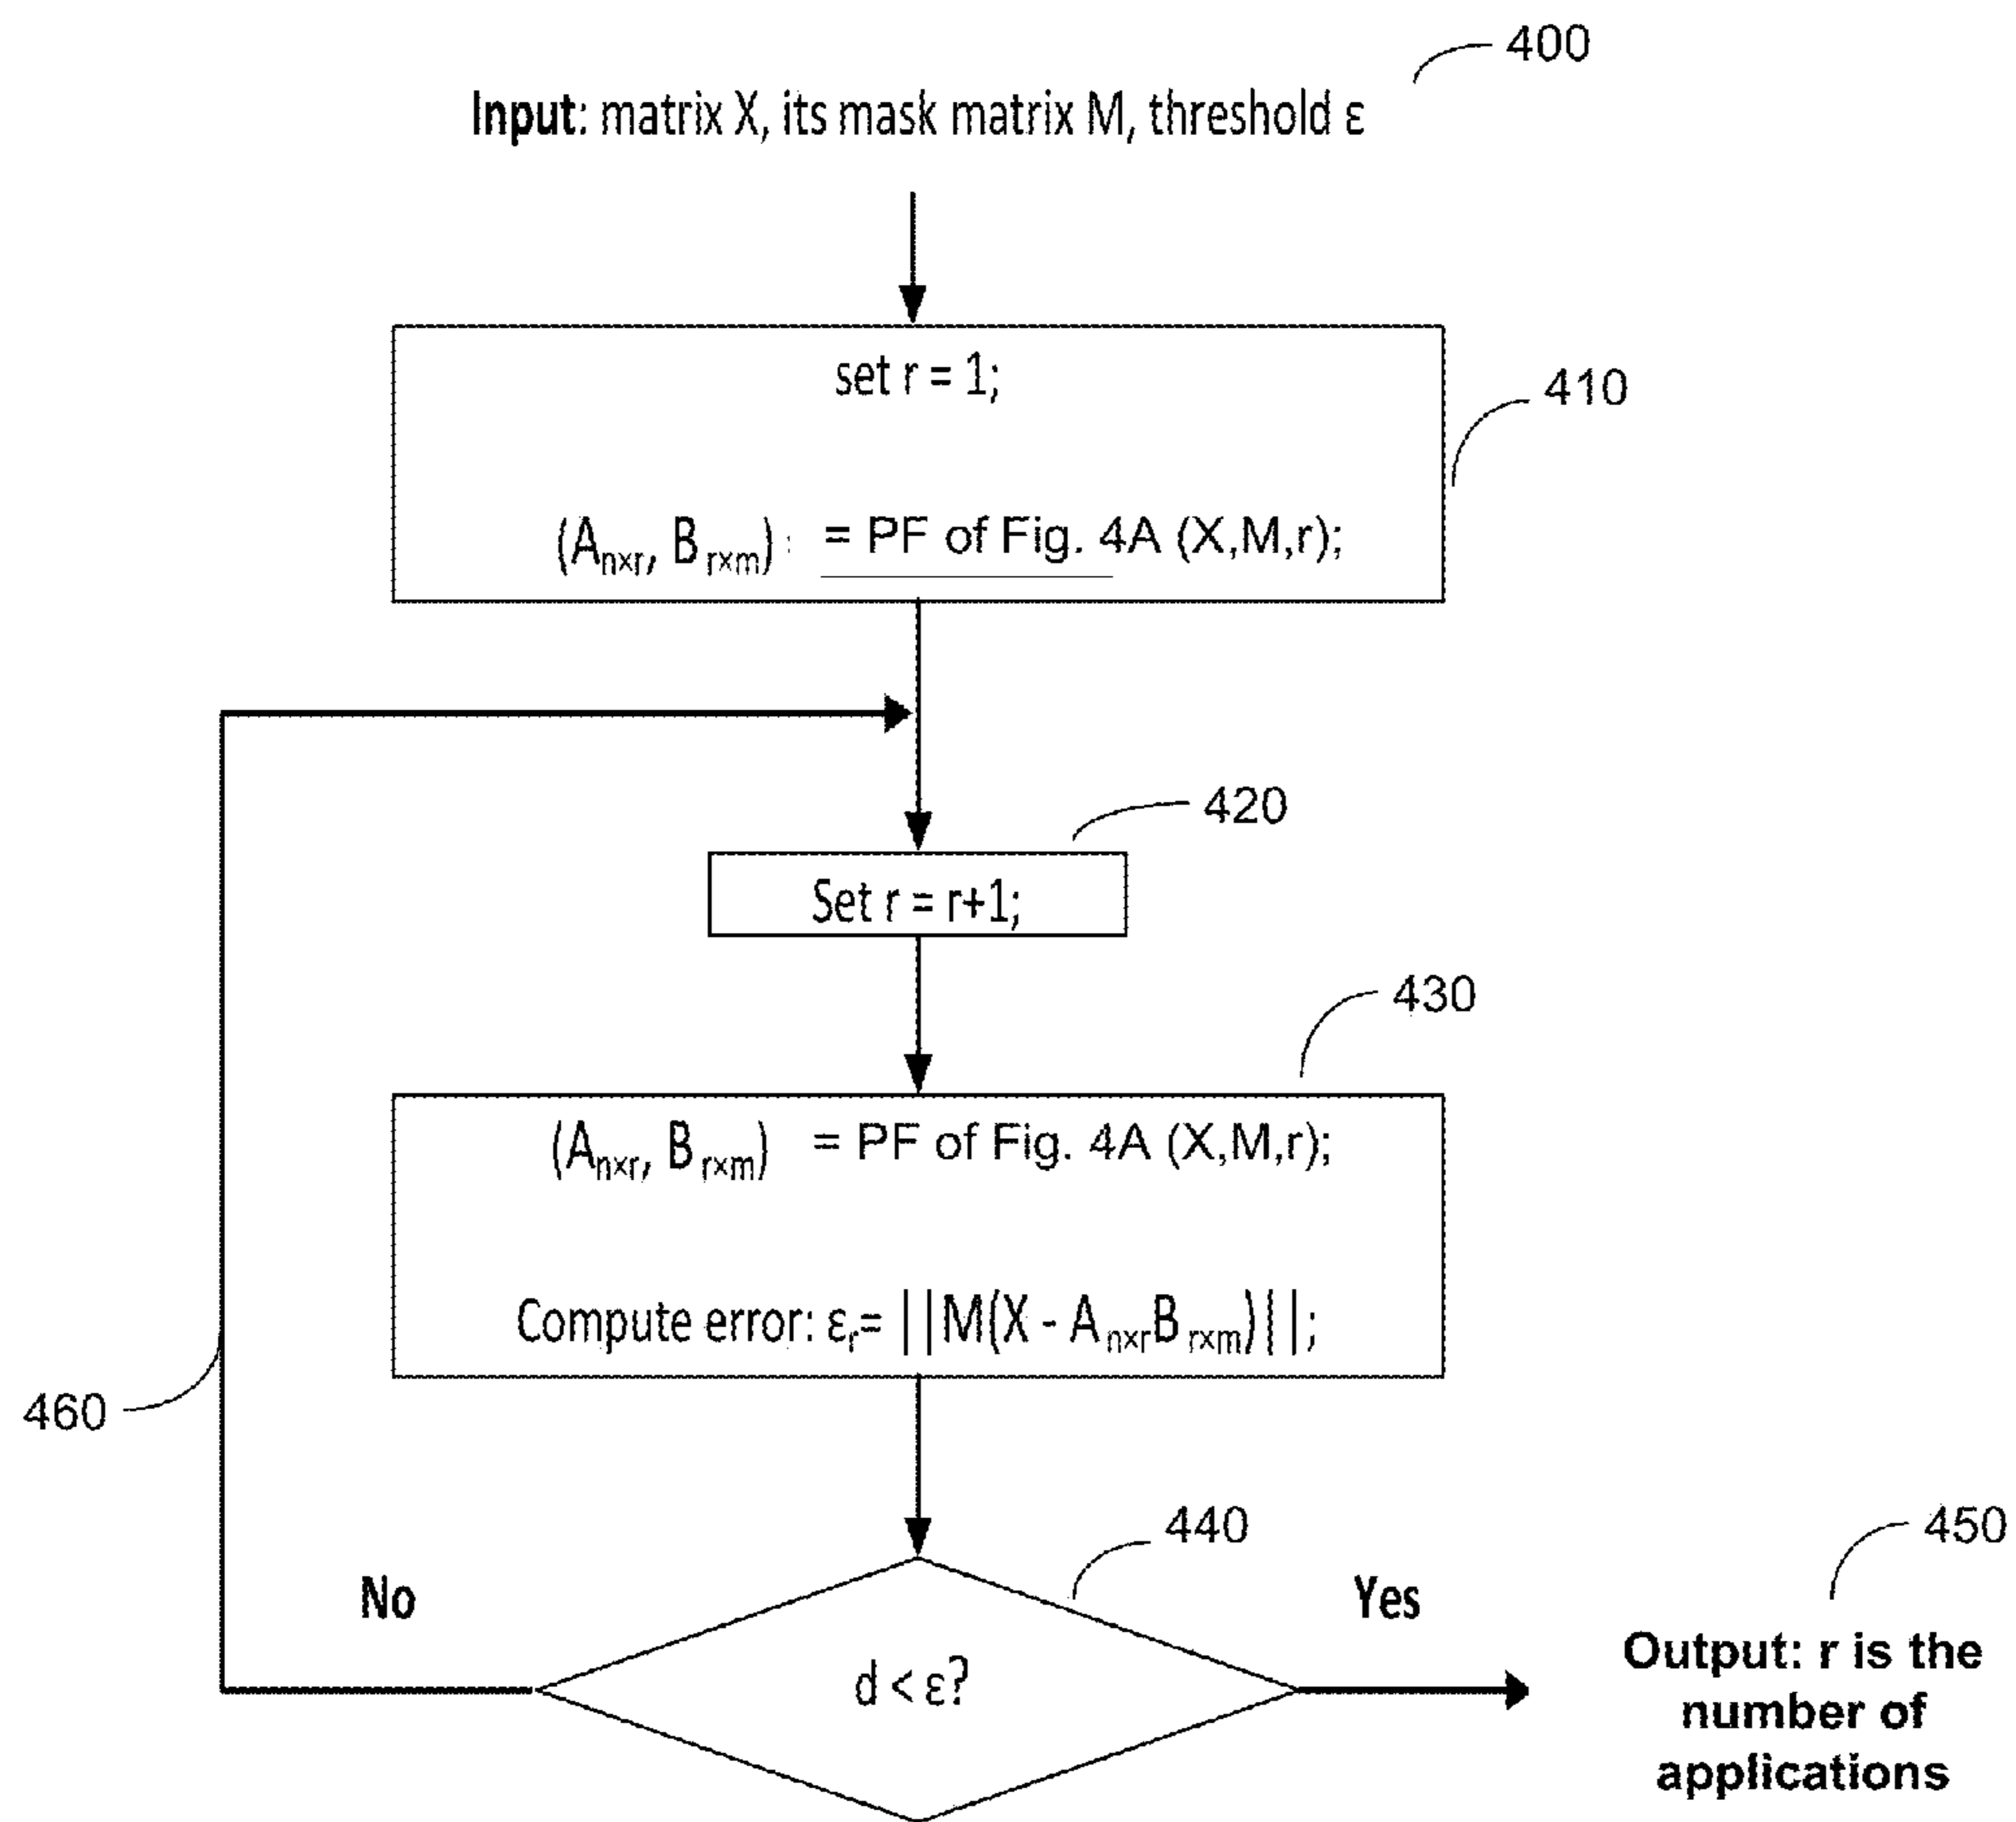 400
Input: matrix X, its mask matrix M, threshold ε
set r = 1;
410
(Aₙₓᵣ, Bᵣₓₘ) : = PF of Fig. 4A (X,M,r);
420
Set r = r+1;
430
(Aₙₓᵣ, Bᵣₓₘ) = PF of Fig. 4A (X,M,r);
Compute error: εᵣ= ||M(X - AₙₓᵣBᵣₓₘ)||;
460
440
450
No
Yes
d < ε?
Output: r is the
number of
applications